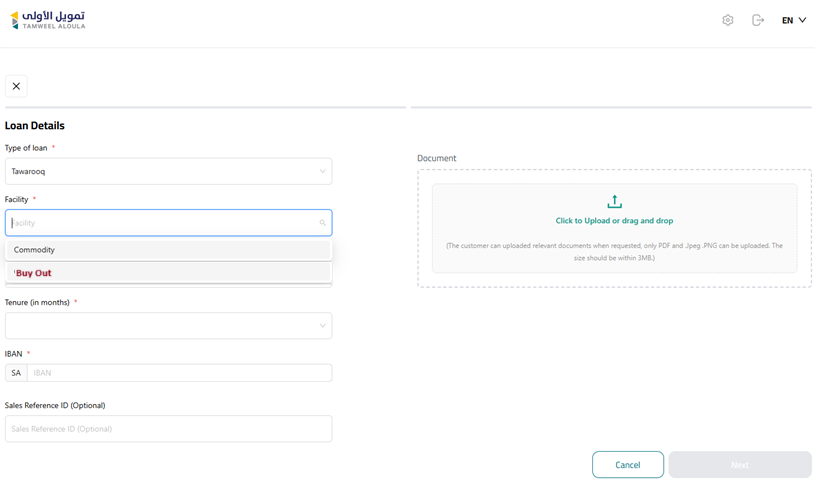 تمويل الأولى
TAMWEEL ALOULA
EN
Loan Details
Type of loan *
Tawarooq
Facility *
Facility
Commodity
Buy Out
Tenure (in months) *
IBAN *
SA IBAN
Sales Reference ID (Optional)
Sales Reference ID (Optional)
Document
Click to Upload or drag and drop
(The customer can uploaded relevant documents when requested, only PDF and .Jpeg .PNG can be uploaded. The
size should be within 3MB.)
Cancel
Next